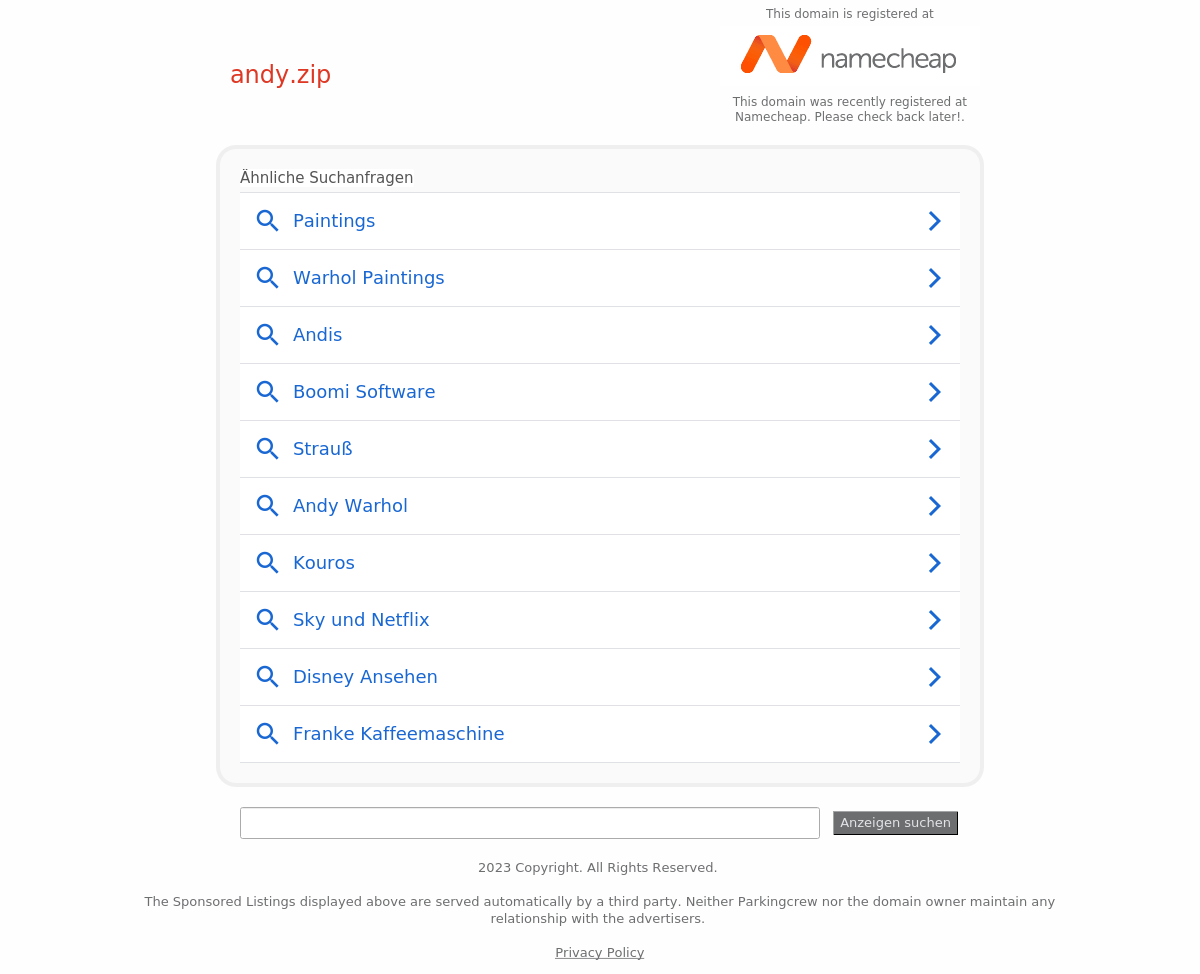 This domain is registered at
namecheap
andy.zip
This domain was recently registered at
Namecheap. Please check back later!.
Ähnliche Suchanfragen
Paintings
Warhol Paintings
Andis
Boomi Software
Strauß
Andy Warhol
Kouros
Sky und Netflix
Disney Ansehen
Franke Kaffeemaschine
Anzeigen suchen
2023 Copyright. All Rights Reserved.
The Sponsored Listings displayed above are served automatically by a third party. Neither Parkingcrew nor the domain owner maintain any
relationship with the advertisers.
Privacy Policy